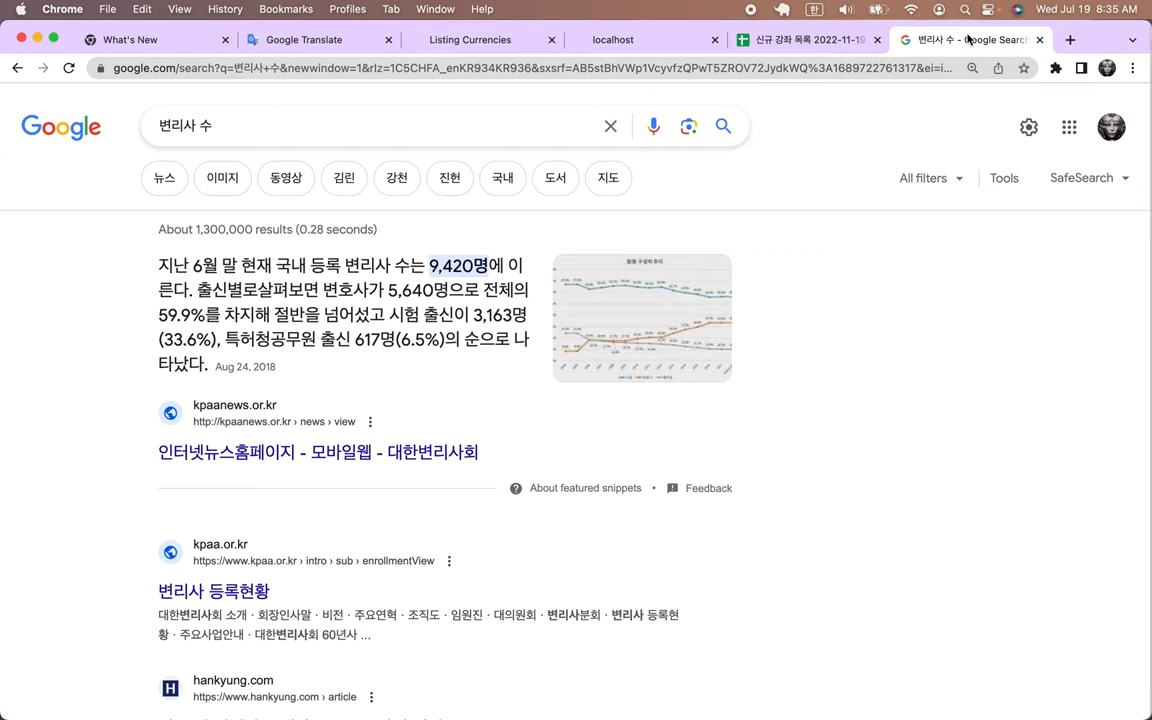 Chrome File Edit View History Bookmarks Profiles Tab Window Help 한 Wed Jul 19 8:35 AM
What's New Google Translate Listing Currencies localhost 신규 강좌 목록 2022-11-19 변리사 수 - Google Search
google.com/search?q=변리사+수&newwindow=1&rlz=1C5CHFA_enKR934KR936&sxsrf=AB5stBhVWp1VcyvfzQPwT5ZROV72JydkWQ%3A1689722761317&ei=i...
Google 변리사 수
뉴스 이미지 동영상 김린 강천 진헌 국내 도서 지도 All filters Tools SafeSearch
About 1,300,000 results (0.28 seconds)
지난 6월 말 현재 국내 등록 변리사 수는 9,420명에 이
른다. 출신별로살펴보면 변호사가 5,640명으로 전체의
59.9%를 차지해 절반을 넘어섰고 시험 출신이 3,163명
(33.6%), 특허청공무원 출신 617명(6.5%)의 순으로 나
타났다. Aug 24, 2018
kpaanews.or.kr
http://kpaanews.or.kr › news › view
인터넷뉴스홈페이지 - 모바일웹 - 대한변리사회
About featured snippets • Feedback
kpaa.or.kr
https://www.kpaa.or.kr › intro › sub › enrollmentView
변리사 등록현황
대한변리사회 소개 · 회장인사말 · 비전 · 주요연혁 · 조직도 · 임원진 · 대의원회 · 변리사분회 · 변리사 등록현
황 · 주요사업안내 · 대한변리사회 60년사 ...
H hankyung.com
https://www.hankyung.com › article